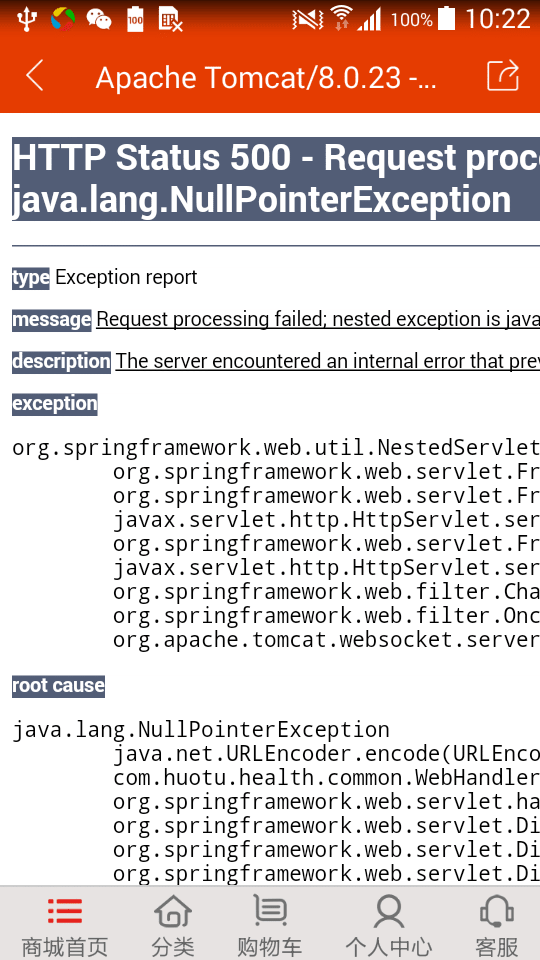 100% 10:22
Apache Tomcat/8.0.23 -...
HTTP Status 500 - Request proc
java.lang.NullPointerException
type Exception report
message Request processing failed; nested exception is java
description The server encountered an internal error that prev
exception
org.springframework.web.util.NestedServlet
org.springframework.web.servlet.Fr
org.springframework.web.servlet.Fr
javax.servlet.http.HttpServlet.ser
org.springframework.web.servlet.Fr
javax.servlet.http.HttpServlet.ser
org.springframework.web.filter.Cha
org.springframework.web.filter.Onc
org.apache.tomcat.websocket.server
root cause
java.lang.NullPointerException
java.net.URLEncoder.encode(URLEnco
com.huotu.health.common.WebHandler
org.springframework.web.servlet.ha
org.springframework.web.servlet.Di
org.springframework.web.servlet.Di
org.springframework.web.servlet.Di
商城首页 分类 购物车 个人中心 客服